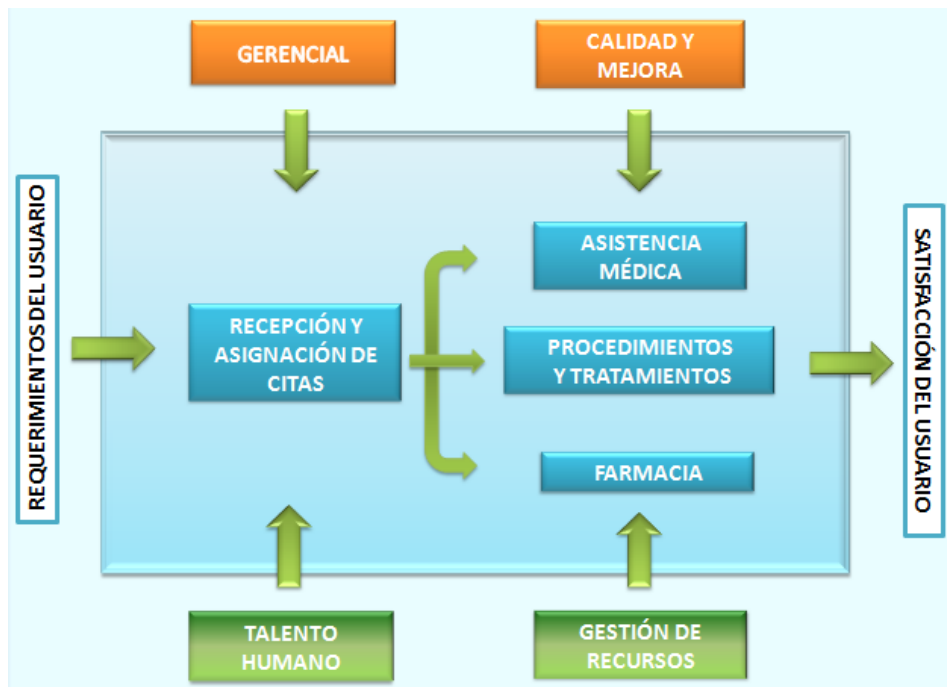 GERENCIAL
CALIDAD Y
MEJORA
REQUERIMIENTOS DEL USUARIO
RECEPCIÓN Y
ASIGNACIÓN DE
CITAS
ASISTENCIA
MÉDICA
PROCEDIMIENTOS
Y TRATAMIENTOS
FARMACIA
SATISFACCIÓN DEL USUARIO
TALENTO
HUMANO
GESTIÓN DE
RECURSOS